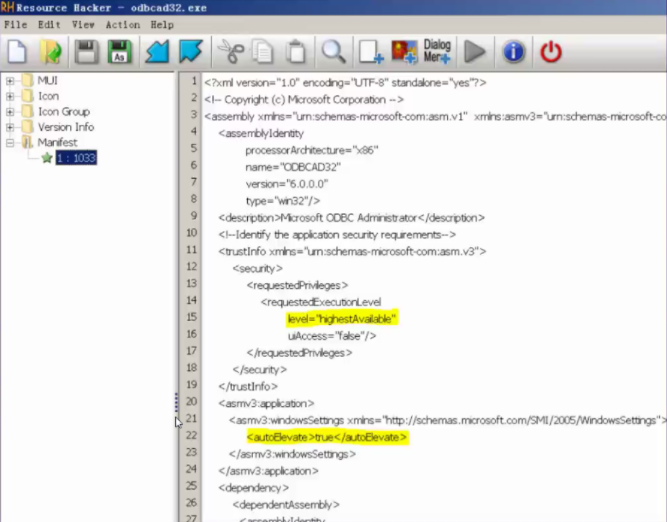 Resource Hacker - odbcad32.exe
File Edit View Action Help
As
Dialog
Menu
MUI
Icon
Icon Group
Version Info
Manifest
1 : 1033
1 <?xml version="1.0" encoding="UTF-8" standalone="yes"?>
2 <!-- Copyright (c) Microsoft Corporation -->
3 <assembly xmlns="urn:schemas-microsoft-com:asm.v1" xmlns:asmv3="urn:schemas-microsoft-co
4 <assemblyIdentity
5 processorArchitecture="x86"
6 name="ODBCAD32"
7 version="6.0.0.0"
8 type="win32"/>
9 <description>Microsoft ODBC Administrator</description>
10 <!--Identify the application security requirements-->
11 <trustInfo xmlns="urn:schemas-microsoft-com:asm.v3">
12 <security>
13 <requestedPrivileges>
14 <requestedExecutionLevel
15 level="highestAvailable"
16 uiAccess="false"/>
17 </requestedPrivileges>
18 </security>
19 </trustInfo>
20 <asmv3:application>
21 <asmv3:windowsSettings xmlns="http://schemas.microsoft.com/SMI/2005/WindowsSettings">
22 <autoElevate>true</autoElevate>
23 </asmv3:windowsSettings>
24 </asmv3:application>
25 <dependency>
26 <dependentAssembly>
27 <assemblyIdentity